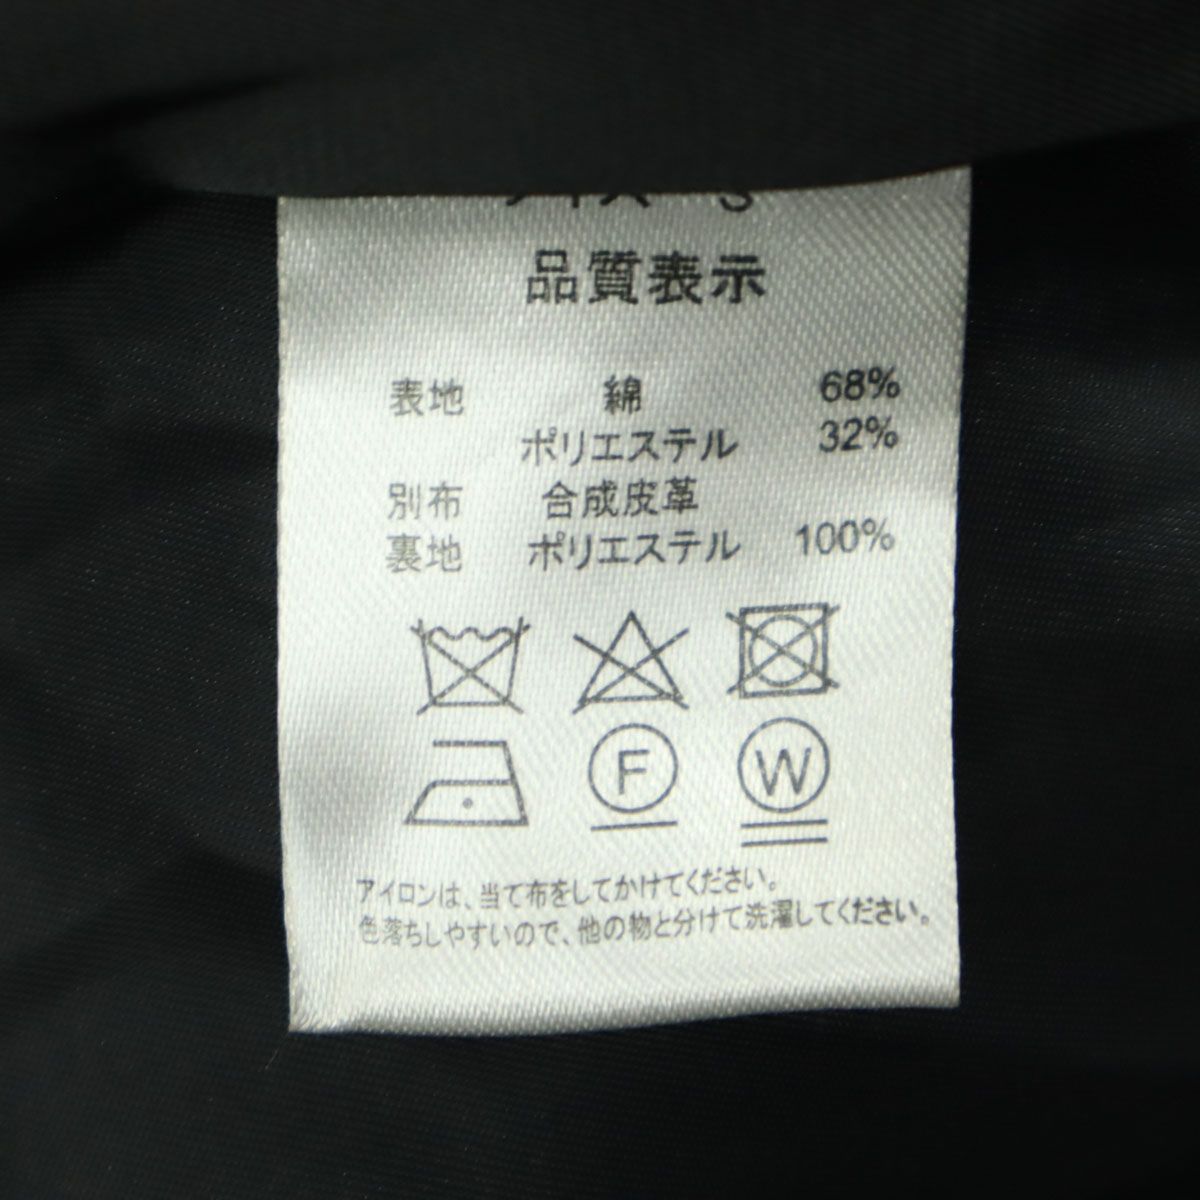 品質表示
表地 綿 68%
ポリエステル 32%
別布 合成皮革
裏地 ポリエステル 100%
F W
アイロンは、当て布をしてかけてください。
色落ちしやすいので、他の物と分けて洗濯してください。